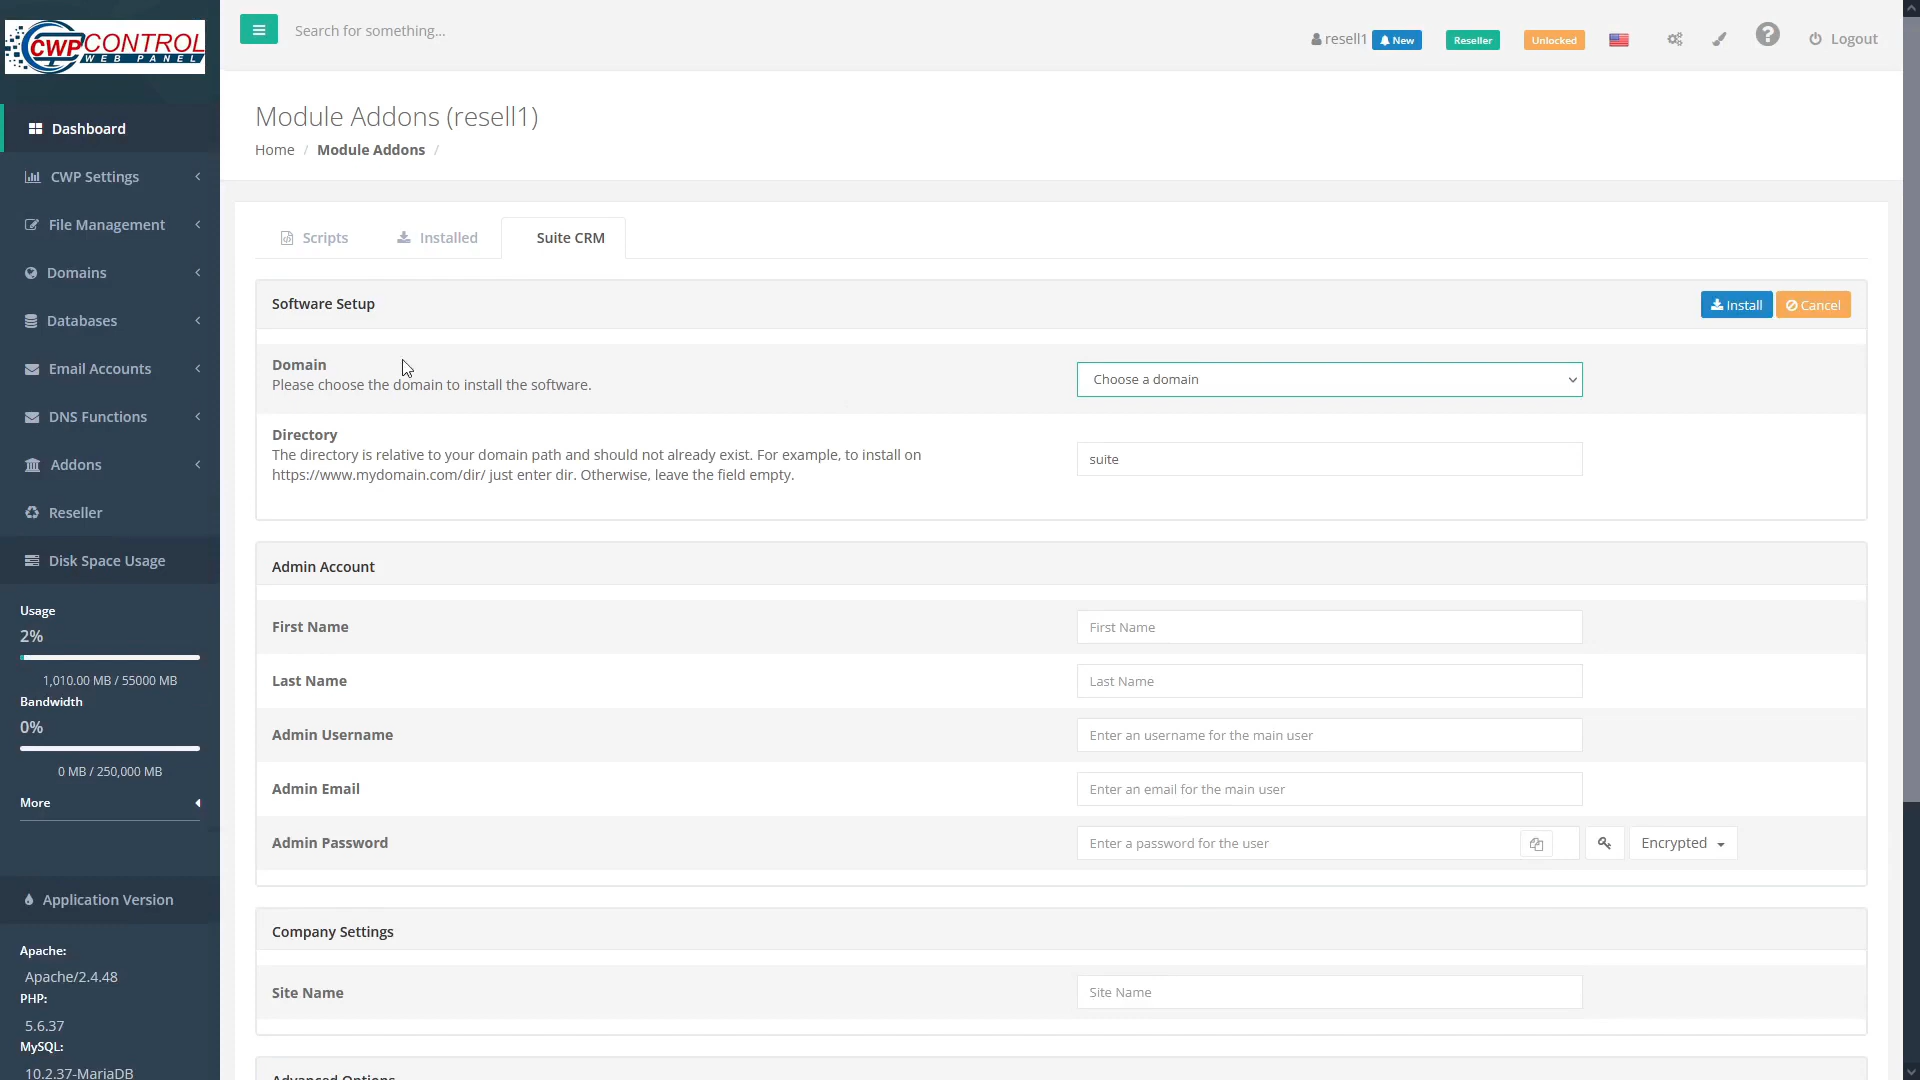 CWP CONTROL
WEB PANEL
Search for something...
resell1 New Reseller Unlocked Logout
Module Addons (resell1)
Home / Module Addons /
Dashboard
CWP Settings
File Management
Domains
Databases
Email Accounts
DNS Functions
Addons
Reseller
Disk Space Usage
Usage
2%
1,010.00 MB / 55000 MB
Bandwidth
0%
0 MB / 250,000 MB
More
Application Version
Apache:
Apache/2.4.48
PHP:
5.6.37
MySQL:
10.2.37-MariaDB
Scripts Installed Suite CRM
Software Setup Install Cancel
Domain
Please choose the domain to install the software.
Choose a domain
Directory
The directory is relative to your domain path and should not already exist. For example, to install on
https://www.mydomain.com/dir/ just enter dir. Otherwise, leave the field empty.
suite
Admin Account
First Name First Name
Last Name Last Name
Admin Username Enter an username for the main user
Admin Email Enter an email for the main user
Admin Password Enter a password for the user Encrypted
Company Settings
Site Name Site Name
Advanced Options